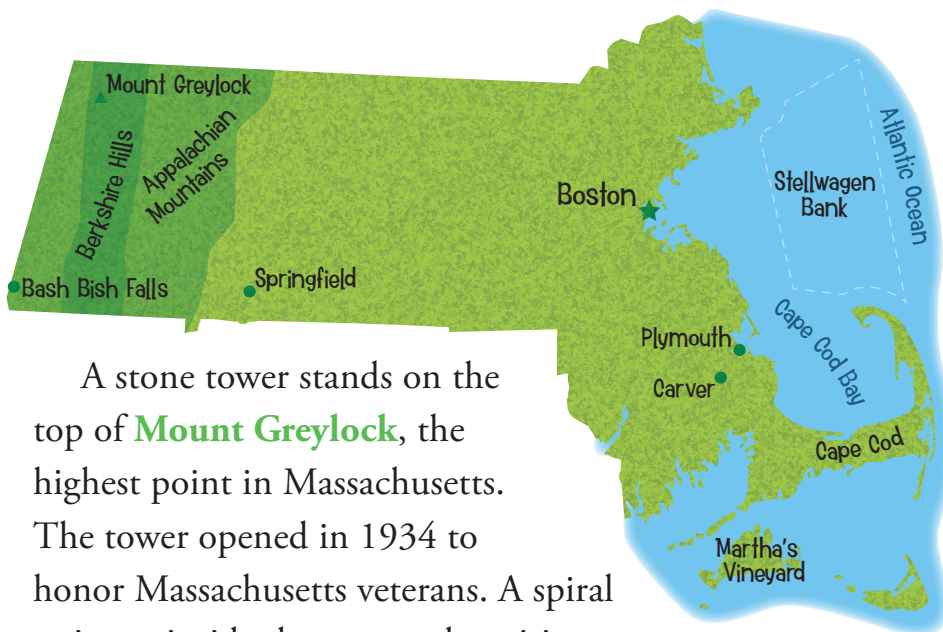 Mount Greylock
Berkshire Hills
Appalachian
Mountains
Bash Bish Falls
Springfield
Boston
Stellwagen
Bank
Atlantic Ocean
Plymouth
Carver
Cape Cod Bay
Cape Cod
Martha's
Vineyard
A stone tower stands on the
top of Mount Greylock, the
highest point in Massachusetts.
The tower opened in 1934 to
honor Massachusetts veterans. A spiral